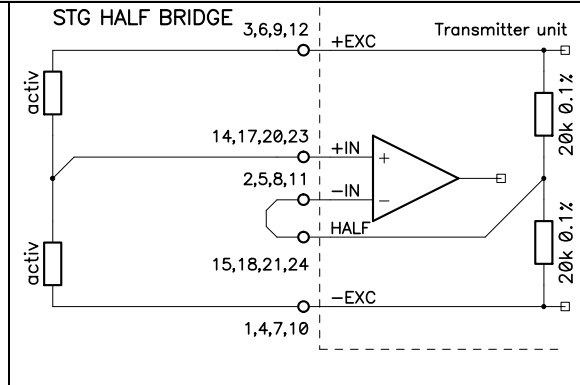 STG HALF BRIDGE
Transmitter unit
3,6,9,12
+EXC
activ
20k 0.1%
14,17,20,23
+IN
+
2,5,8,11
-IN
-
HALF
activ
20k 0.1%
15,18,21,24
-EXC
1,4,7,10